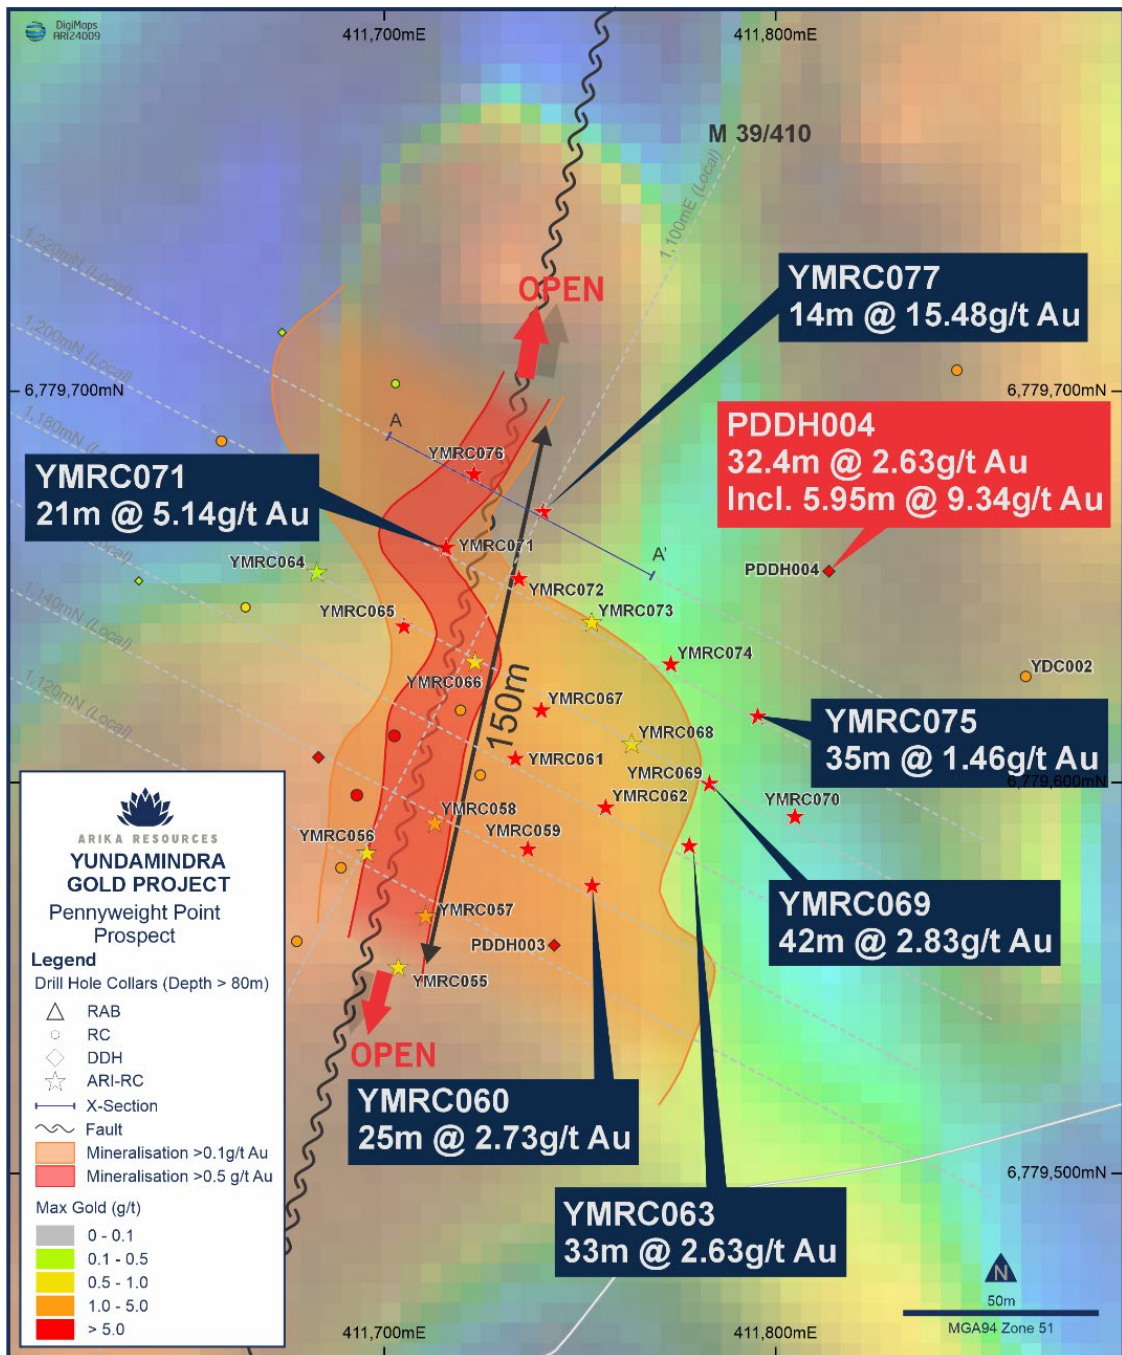 DigiMaps
ARI24009
411,700mE
411,800mE
M 39/410
1,100mE (Local)
1,220mN (Local)
OPEN
YMRC077
14m @ 15.48g/t Au
1,200mN (Local)
6,779,700mN
6,779,700mN
1,180mN
PDDH004
32.4m @ 2.63g/t Au
Incl. 5.95m @ 9.34g/t Au
A
YMRC076
YMRC071
21m @ 5.14g/t Au
YMRC071
A'
YMRC064
PDDH004
YMRC072
1,140mN (Local)
YMRC065
YMRC073
YMRC074
YMRC066
YDC002
1,120mN (Local)
YMRC067
150m
YMRC075
35m @ 1.46g/t Au
YMRC068
YMRC061
YMRC069
6,779,600mN
ARIKA RESOURCES
YUNDAMINDRA
GOLD PROJECT
Pennyweight Point
Prospect
YMRC062
YMRC070
YMRC058
YMRC056
YMRC059
YMRC069
42m @ 2.83g/t Au
YMRC057
PDDH003
YMRC055
OPEN
Legend
Drill Hole Collars (Depth > 80m)
RAB
RC
DDH
ARI-RC
X-Section
Fault
Mineralisation >0.1g/t Au
Mineralisation >0.5 g/t Au
Max Gold (g/t)
0 - 0.1
0.1 - 0.5
0.5 - 1.0
1.0 - 5.0
> 5.0
YMRC060
25m @ 2.73g/t Au
6,779,500mN
YMRC063
33m @ 2.63g/t Au
N
50m
MGA94 Zone 51
411,700mE
411,800mE